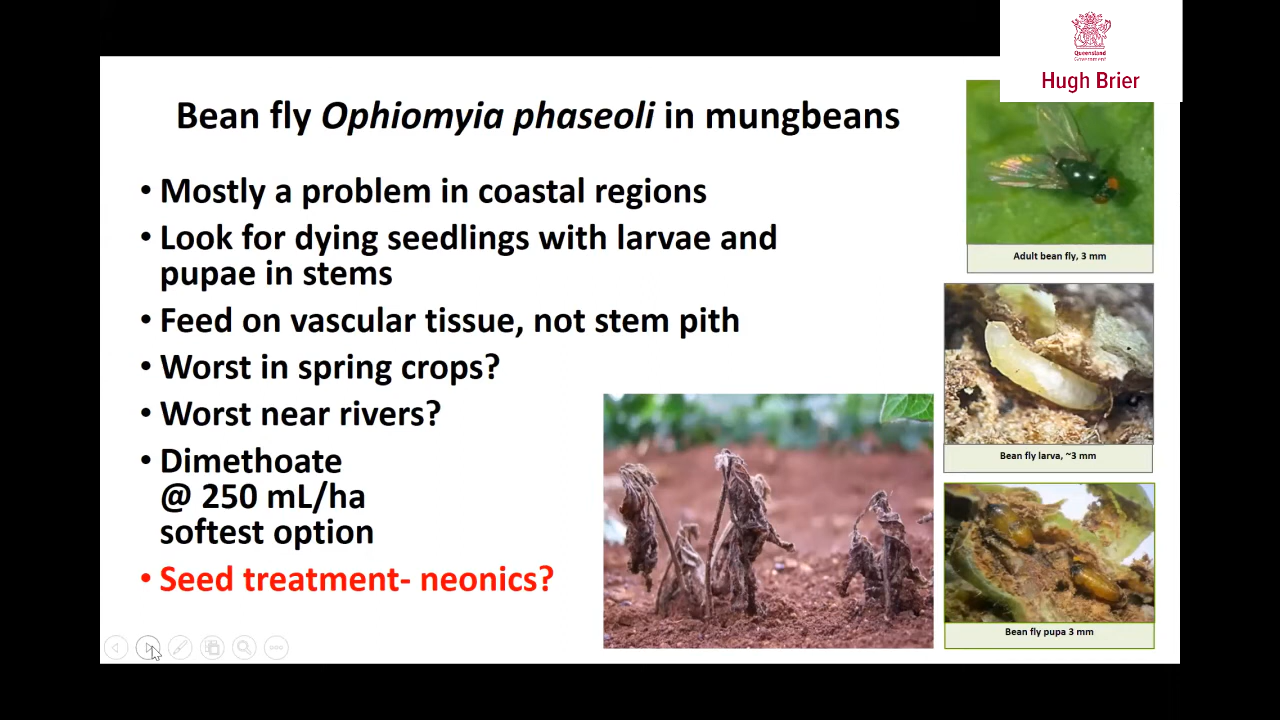 Queensland
Government
Hugh Brier
Bean fly Ophiomyia phaseoli in mungbeans
• Mostly a problem in coastal regions
• Look for dying seedlings with larvae and
pupae in stems
• Feed on vascular tissue, not stem pith
• Worst in spring crops?
• Worst near rivers?
• Dimethoate
@ 250 mL/ha
softest option
• Seed treatment- neonics?
Adult bean fly, 3 mm
Bean fly larva, ~3 mm
Bean fly pupa 3 mm